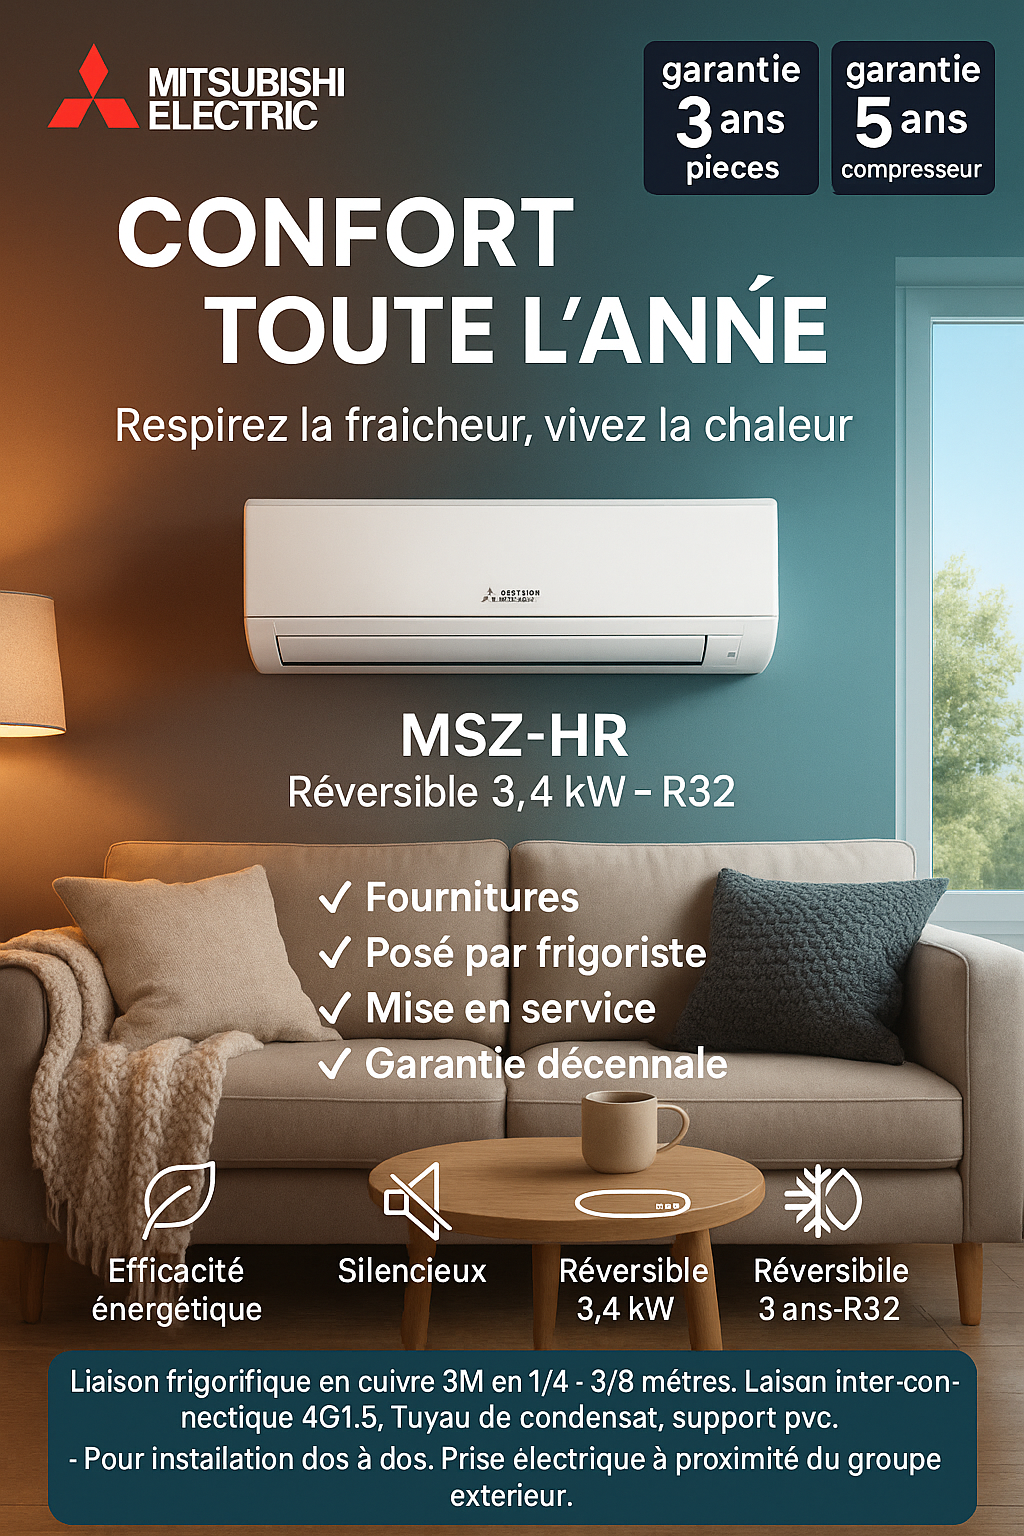 MITSUBISHI
ELECTRIC
garantie
3 ans
pieces
garantie
5 ans
compresseur
CONFORT
TOUTE L'ANŃE
Respirez la fraicheur, vivez la chaleur
MSZ-HR
Réversible 3,4 kW – R32
✓ Fournitures
✓ Posé par frigoriste
✓ Mise en service
✓ Garantie décennale
Efficacité
énergétique
Silencieux
Réversible
3,4 kW
Réversibile
3 ans-R32
Liaison frigorifique en cuivre 3M en 1/4 - 3/8 métres. Laisan inter-con-
nectique 4G1.5, Tuyau de condensat, support pvc.
- Pour instailation dos à dos. Prise électrique à proximité du groupe
exterieur.